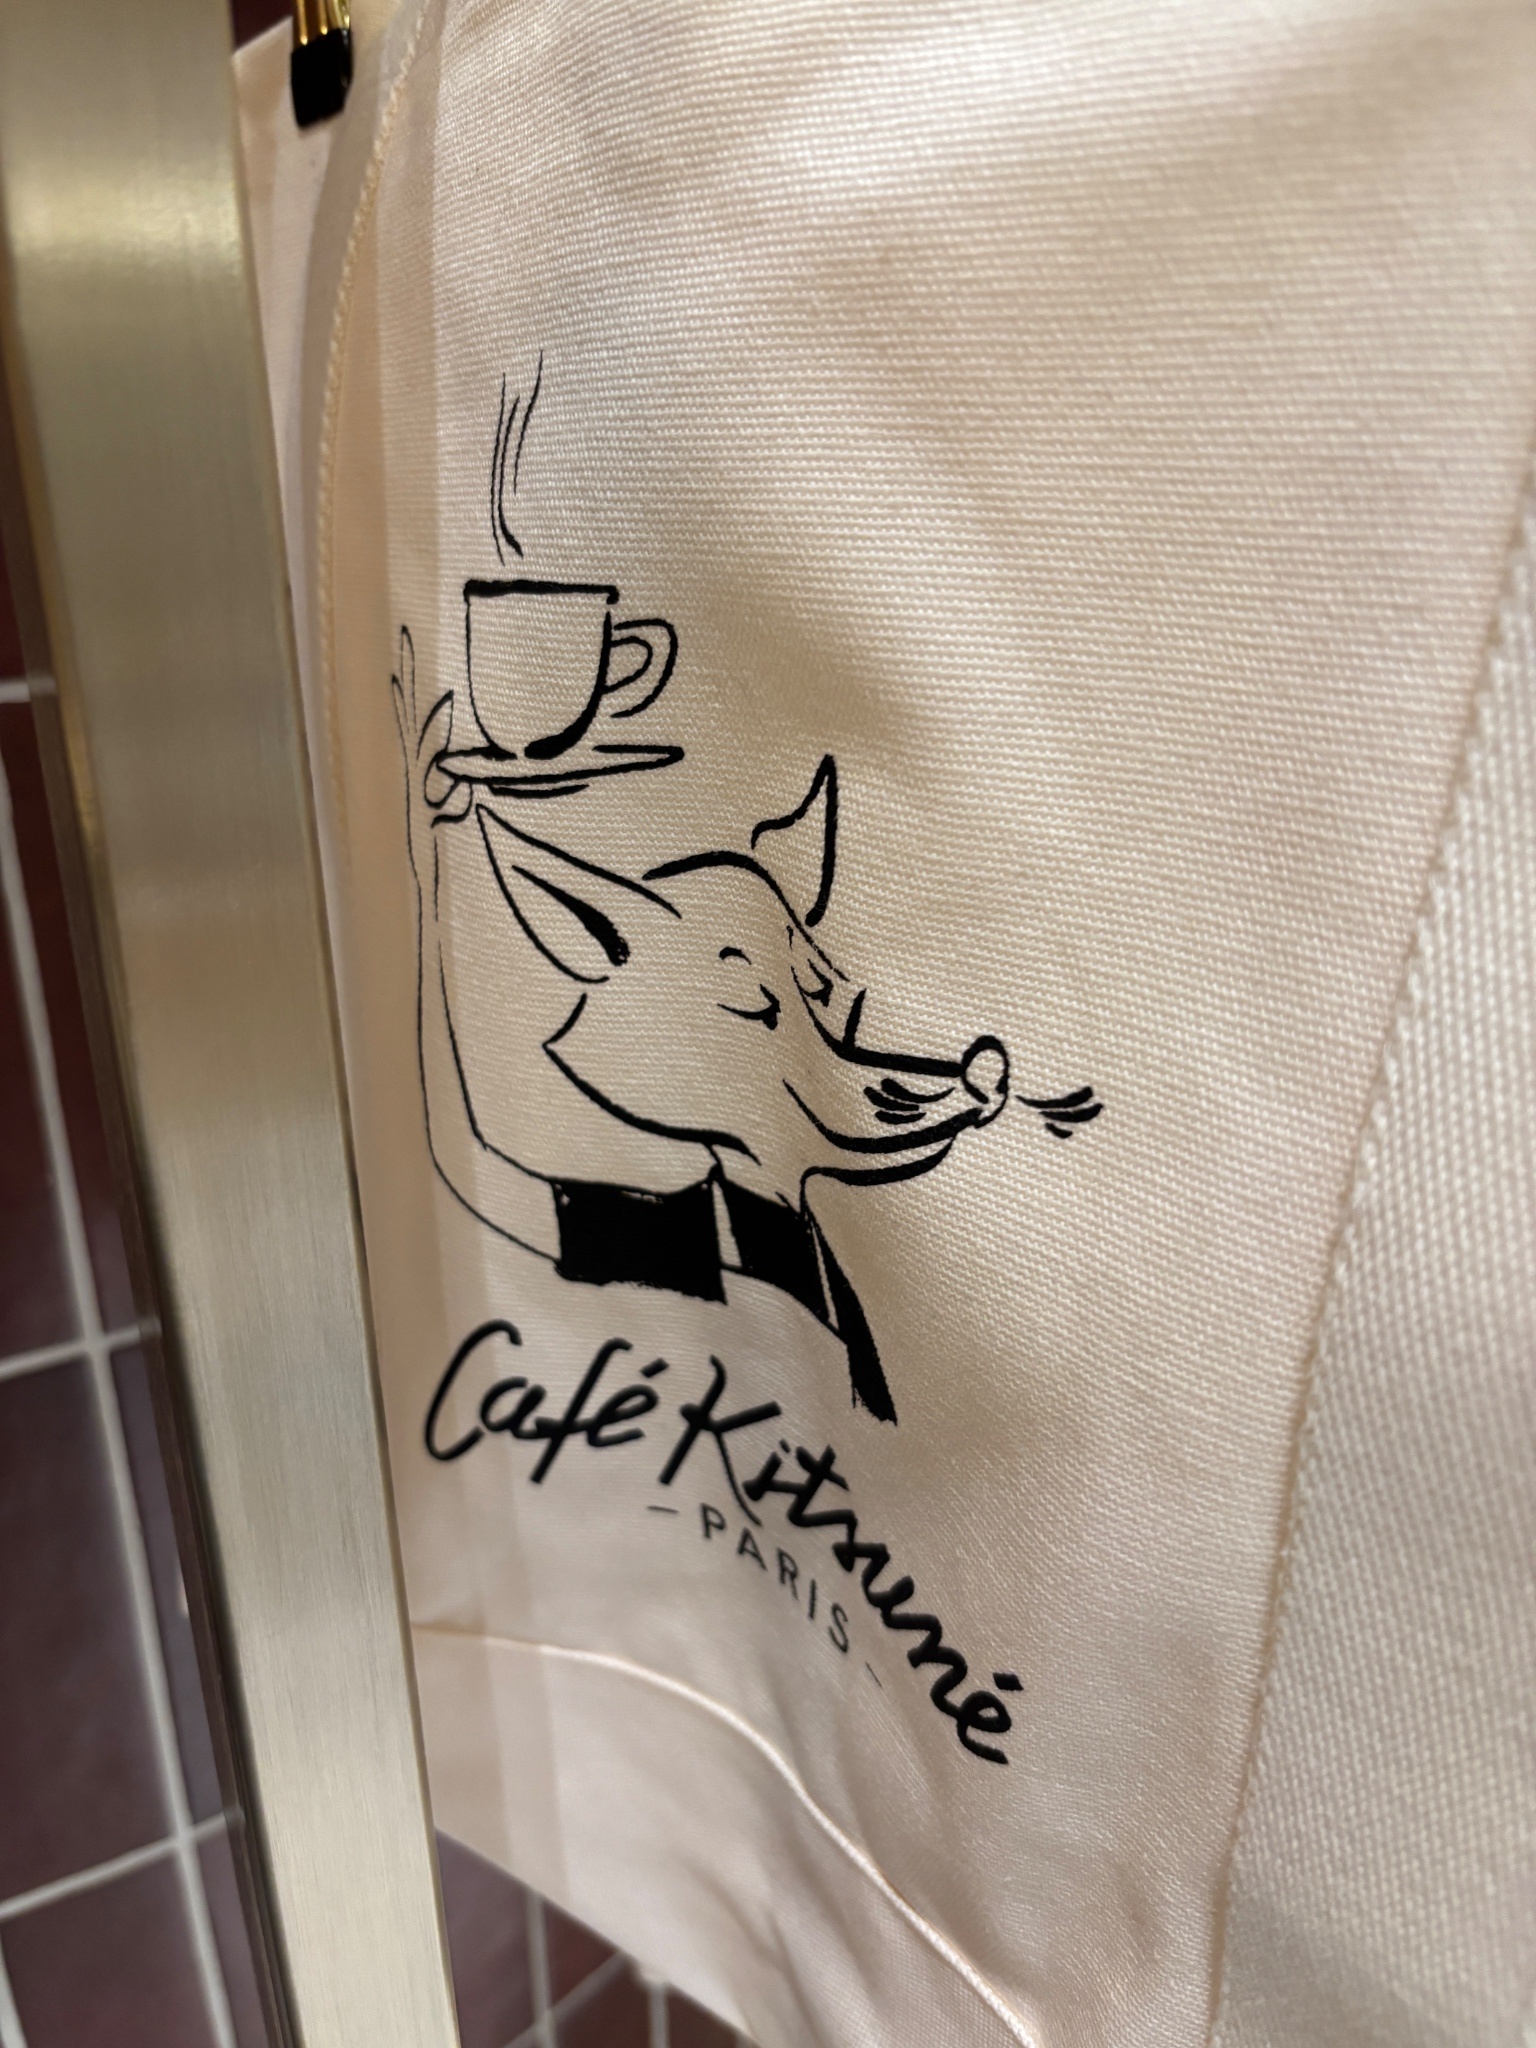 Café Kitsuné
- PARIS -